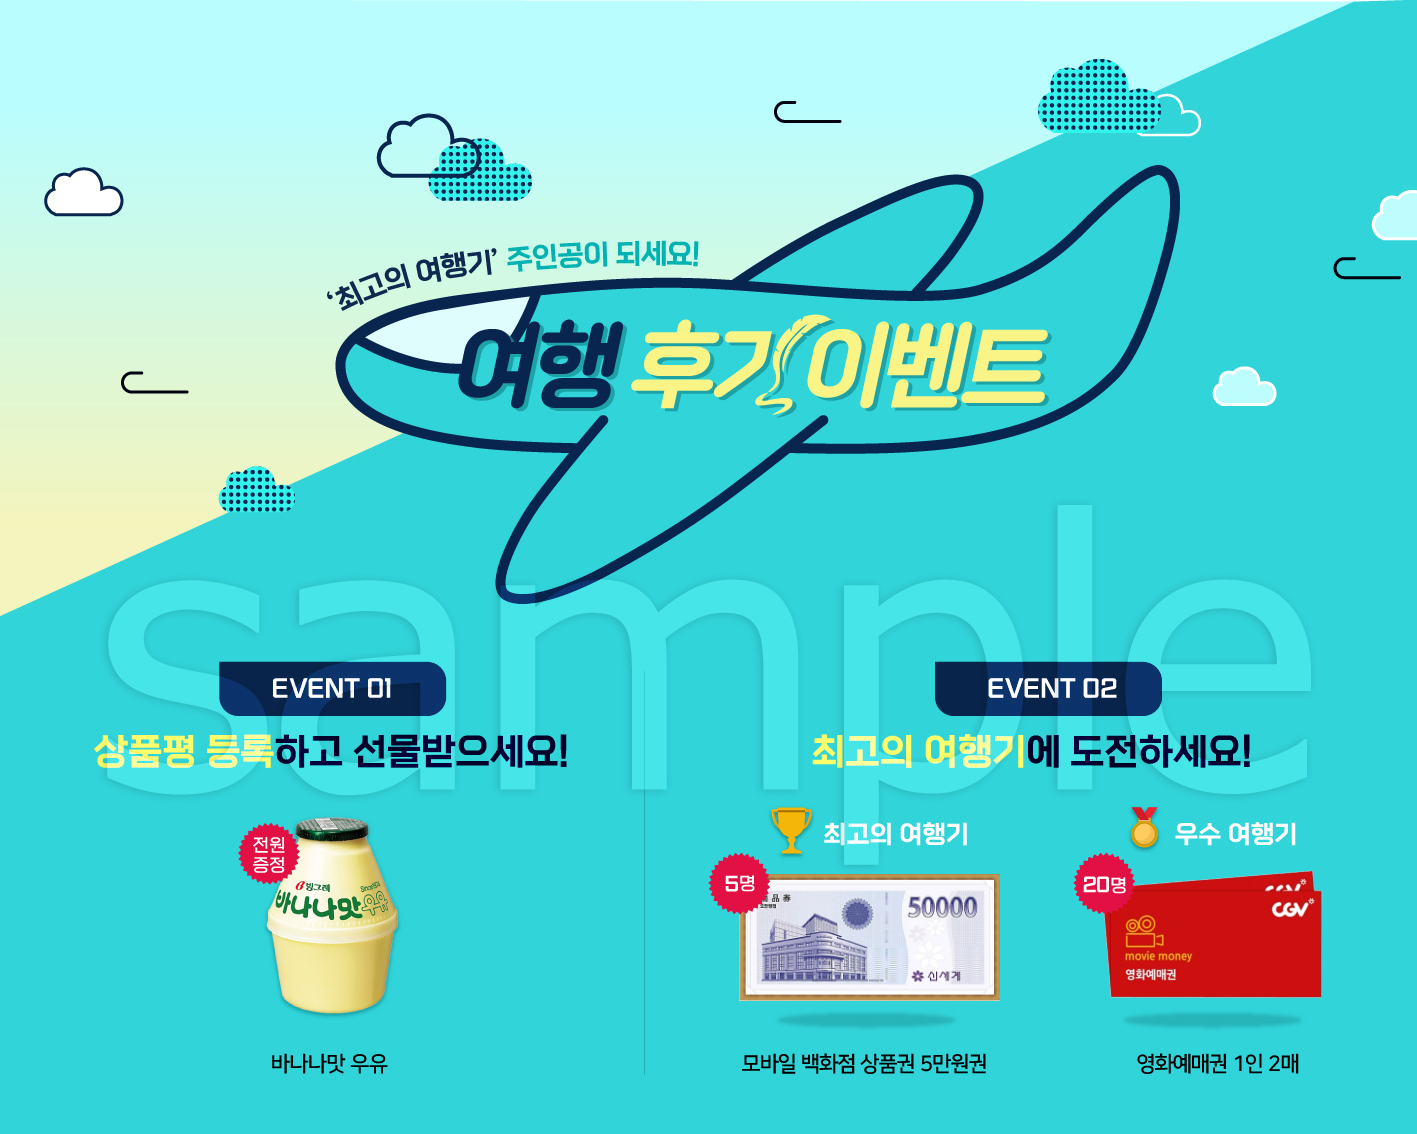 ‘최고의 여행기’ 주인공이 되세요!
여행 후기 이벤트
sample
EVENT 01
상품평 등록하고 선물받으세요!
전원
증정
빙그레
Since1974
바나나맛우유
바나나맛 우유
EVENT 02
최고의 여행기에 도전하세요!
최고의 여행기
5명
品券
50000
신세계
모바일 백화점 상품권 5만원권
우수 여행기
20명
CGV
CGV
movie money
영화예매권
영화예매권 1인 2매